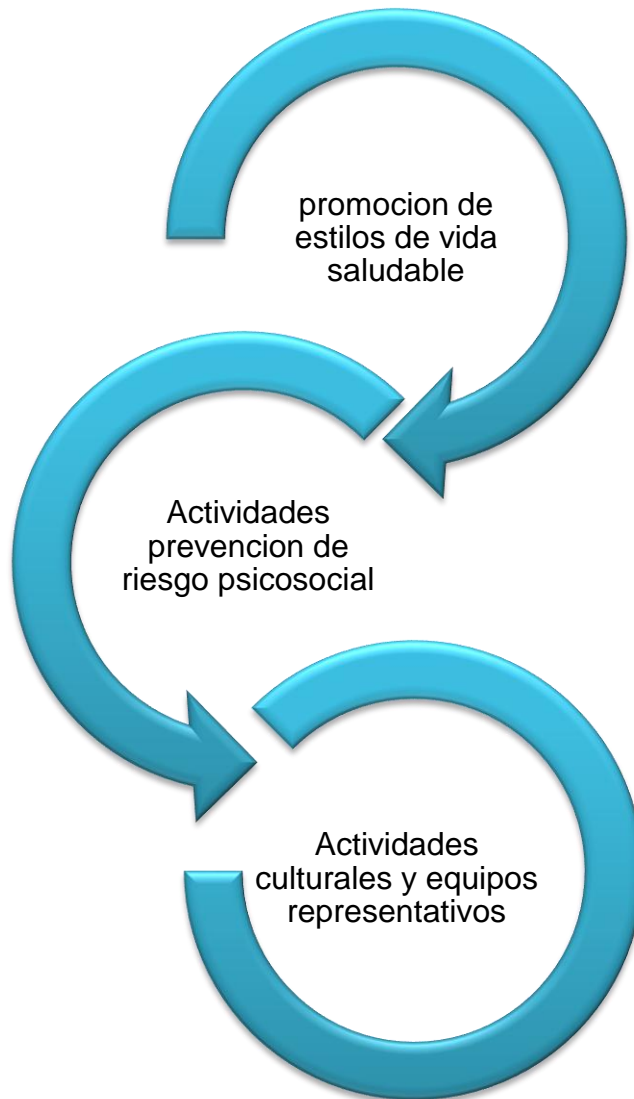 promocion de
estilos de vida
saludable
Actividades
prevencion de
riesgo psicosocial
Actividades
culturales y equipos
representativos